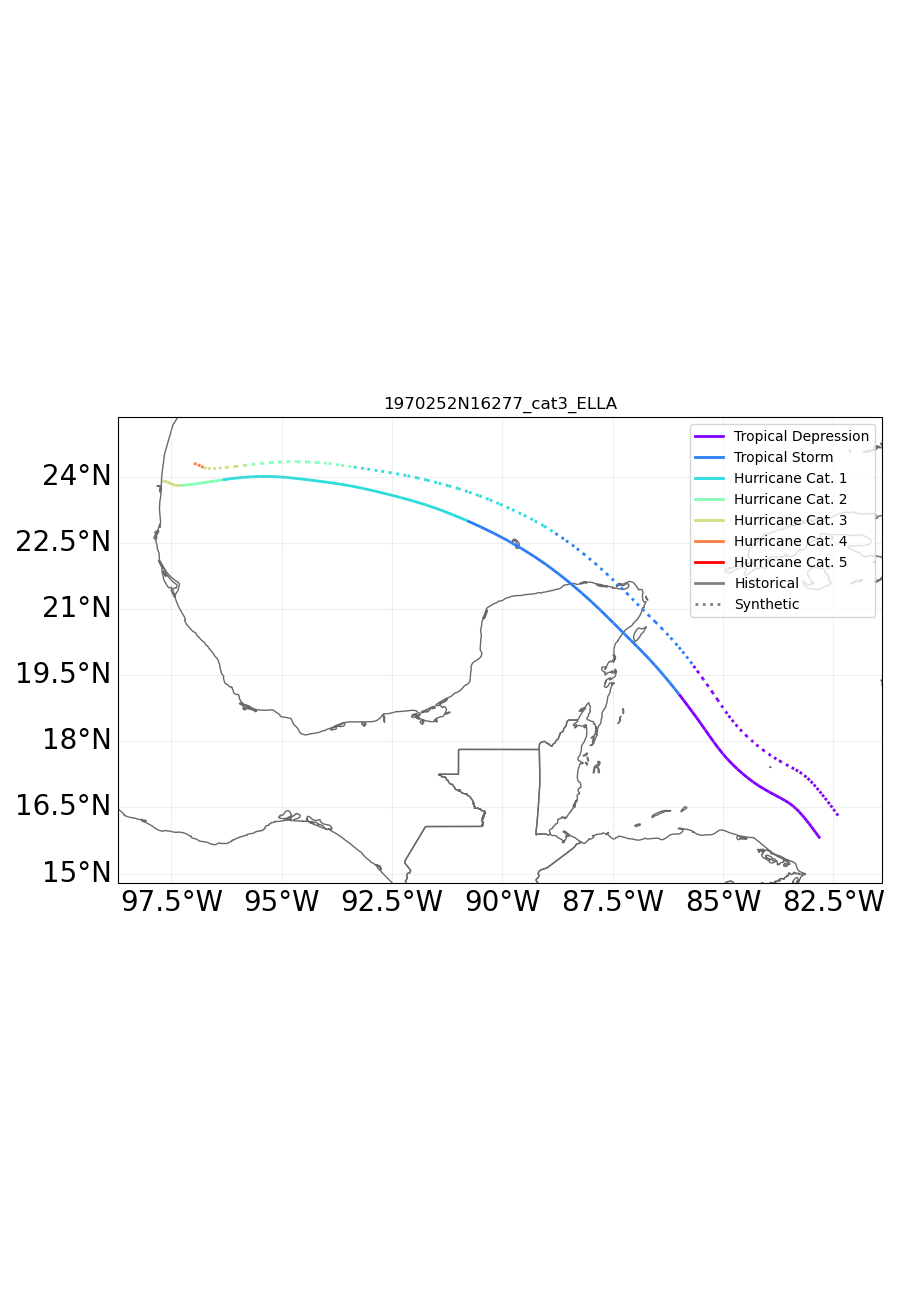 1970252N16277_cat3_ELLA
Tropical Depression
Tropical Storm
Hurricane Cat. 1
Hurricane Cat. 2
Hurricane Cat. 3
Hurricane Cat. 4
Hurricane Cat. 5
Historical
Synthetic
24°N
22.5°N
21°N
19.5°N
18°N
16.5°N
15°N
97.5°W 95°W 92.5°W 90°W 87.5°W 85°W 82.5°W